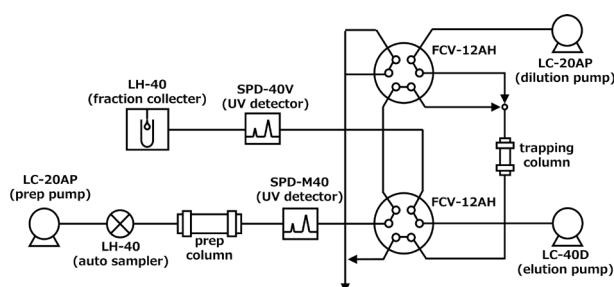 FCV-12AH
LC-20AP
(dilution pump)
LH-40
(fraction collecter)
SPD-40V
(UV detector)
trapping
column
LC-20AP
(prep pump)
SPD-M40
(UV detector)
FCV-12AH
LH-40
(auto sampler)
prep
column
LC-40D
(elution pump)